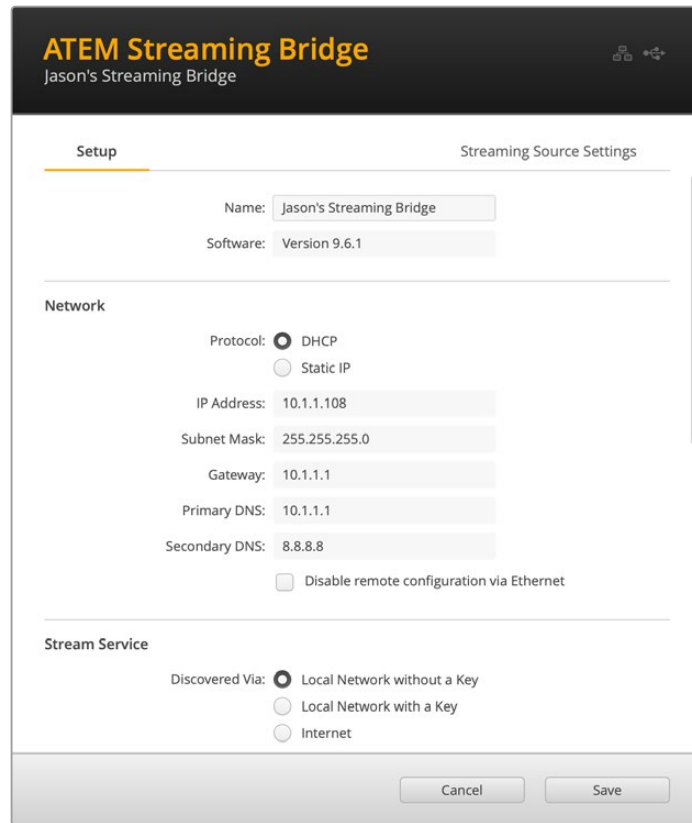 ATEM Streaming Bridge
Jason's Streaming Bridge
Setup
Streaming Source Settings
Name: Jason's Streaming Bridge
Software: Version 9.6.1
Network
Protocol: DHCP
Static IP
IP Address: 10.1.1.108
Subnet Mask: 255.255.255.0
Gateway: 10.1.1.1
Primary DNS: 10.1.1.1
Secondary DNS: 8.8.8.8
Disable remote configuration via Ethernet
Stream Service
Discovered Via: Local Network without a Key
Local Network with a Key
Internet
Cancel
Save